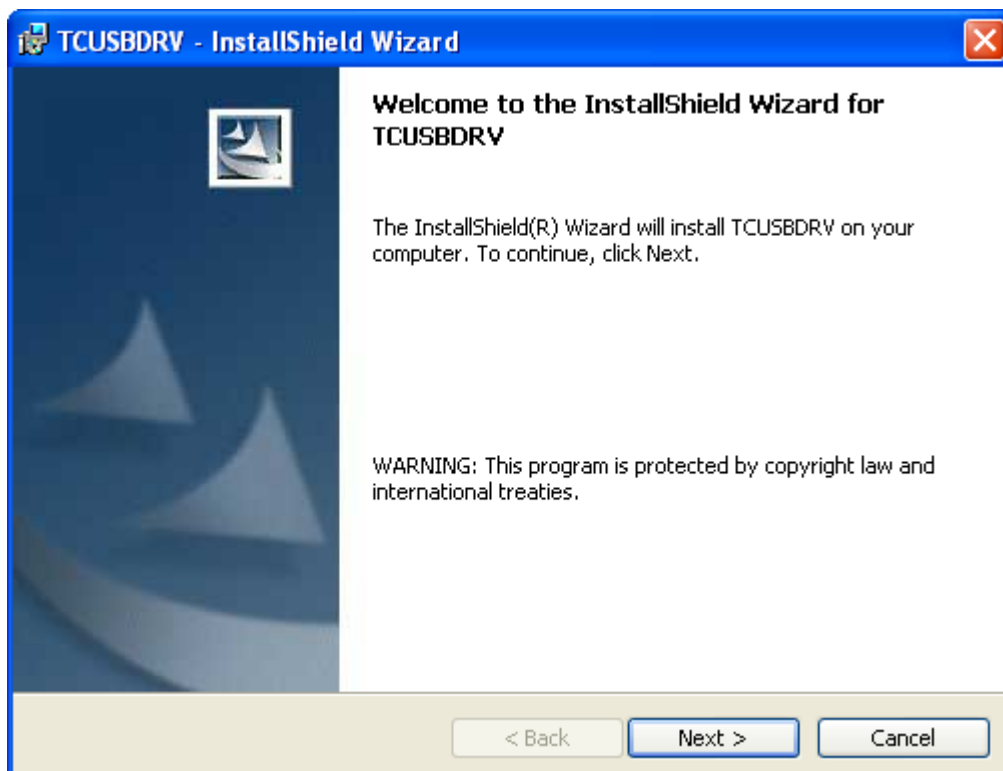 TCUSBDRV - InstallShield Wizard
Welcome to the InstallShield Wizard for
TCUSBDRV
The InstallShield(R) Wizard will install TCUSBDRV on your
computer. To continue, click Next.
WARNING: This program is protected by copyright law and
international treaties.
< Back
Next >
Cancel